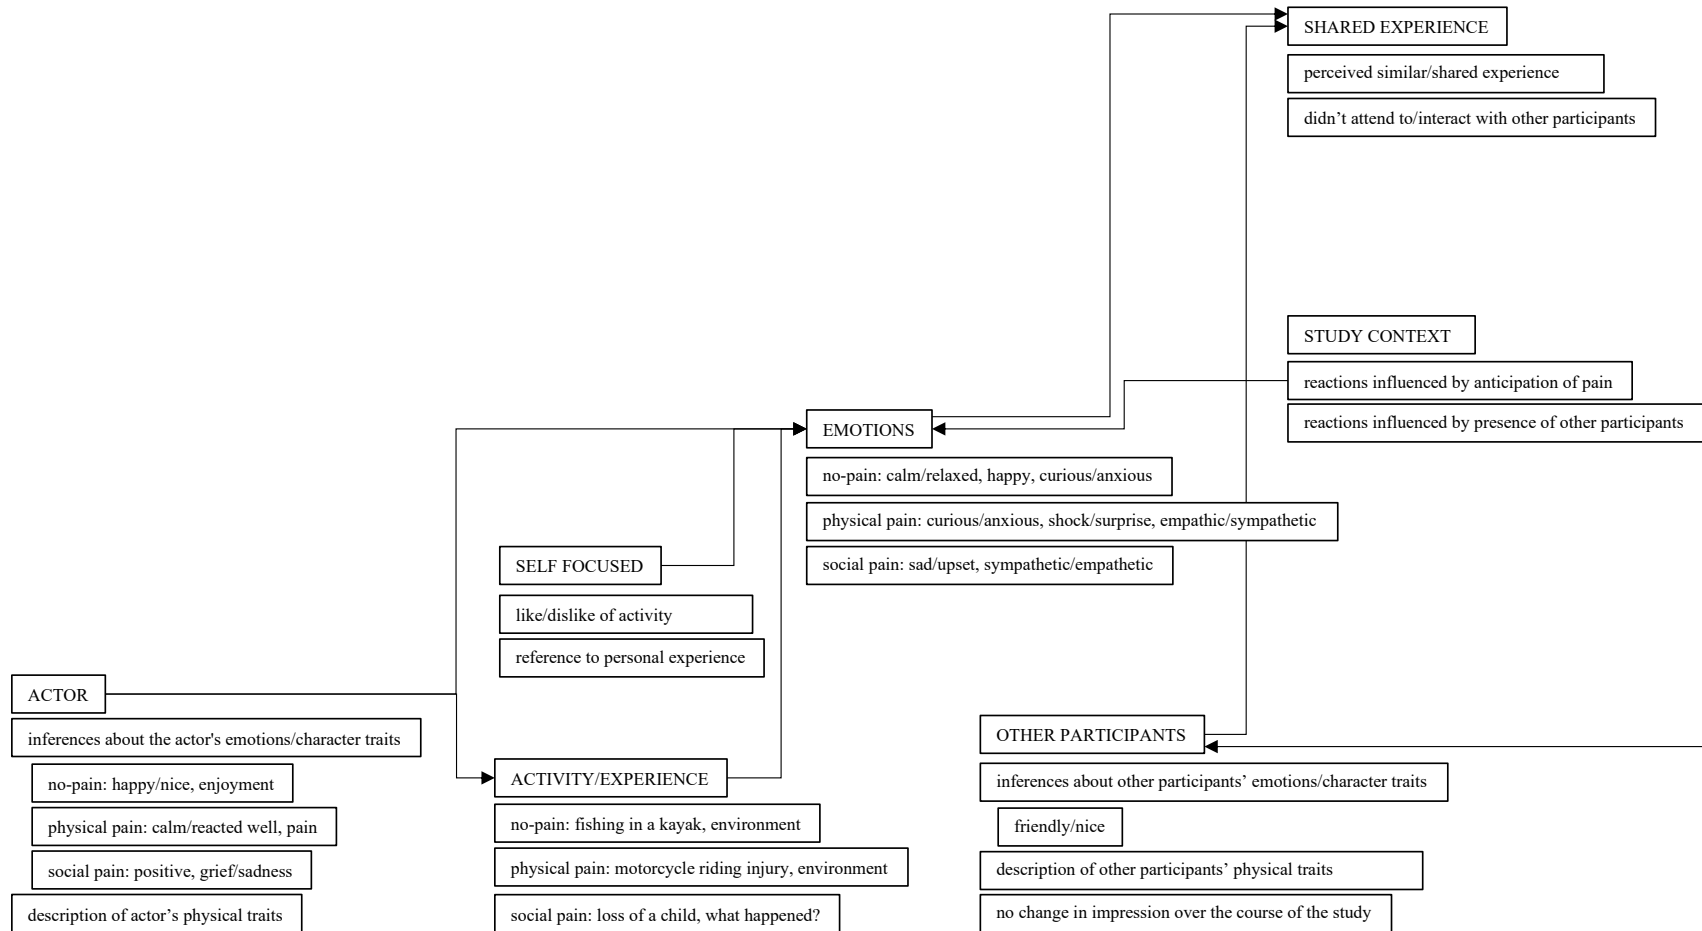 SHARED EXPERIENCE
perceived similar/shared experience
didn’t attend to/interact with other participants
STUDY CONTEXT
reactions influenced by anticipation of pain
reactions influenced by presence of other participants
EMOTIONS
no-pain: calm/relaxed, happy, curious/anxious
physical pain: curious/anxious, shock/surprise, empathic/sympathetic
social pain: sad/upset, sympathetic/empathetic
SELF FOCUSED
like/dislike of activity
reference to personal experience
ACTOR
inferences about the actor's emotions/character traits
no-pain: happy/nice, enjoyment
physical pain: calm/reacted well, pain
social pain: positive, grief/sadness
description of actor’s physical traits
ACTIVITY/EXPERIENCE
no-pain: fishing in a kayak, environment
physical pain: motorcycle riding injury, environment
social pain: loss of a child, what happened?
OTHER PARTICIPANTS
inferences about other participants’ emotions/character traits
friendly/nice
description of other participants’ physical traits
no change in impression over the course of the study